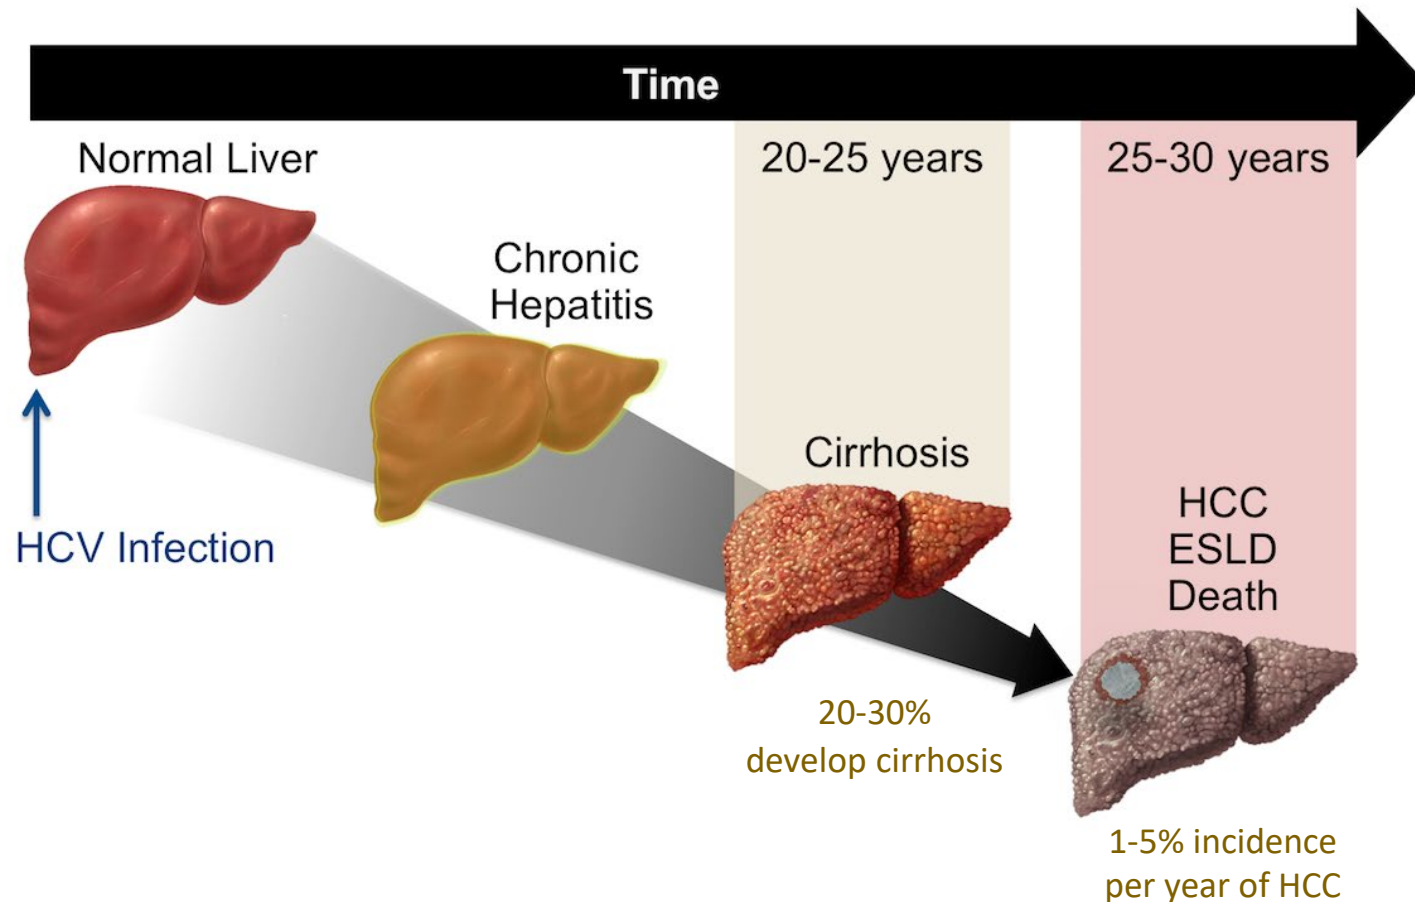 Time
Normal Liver
20-25 years
25-30 years
Chronic
Hepatitis
Cirrhosis
HCC
ESLD
Death
HCV Infection
20-30%
develop cirrhosis
1-5% incidence
per year of HCC